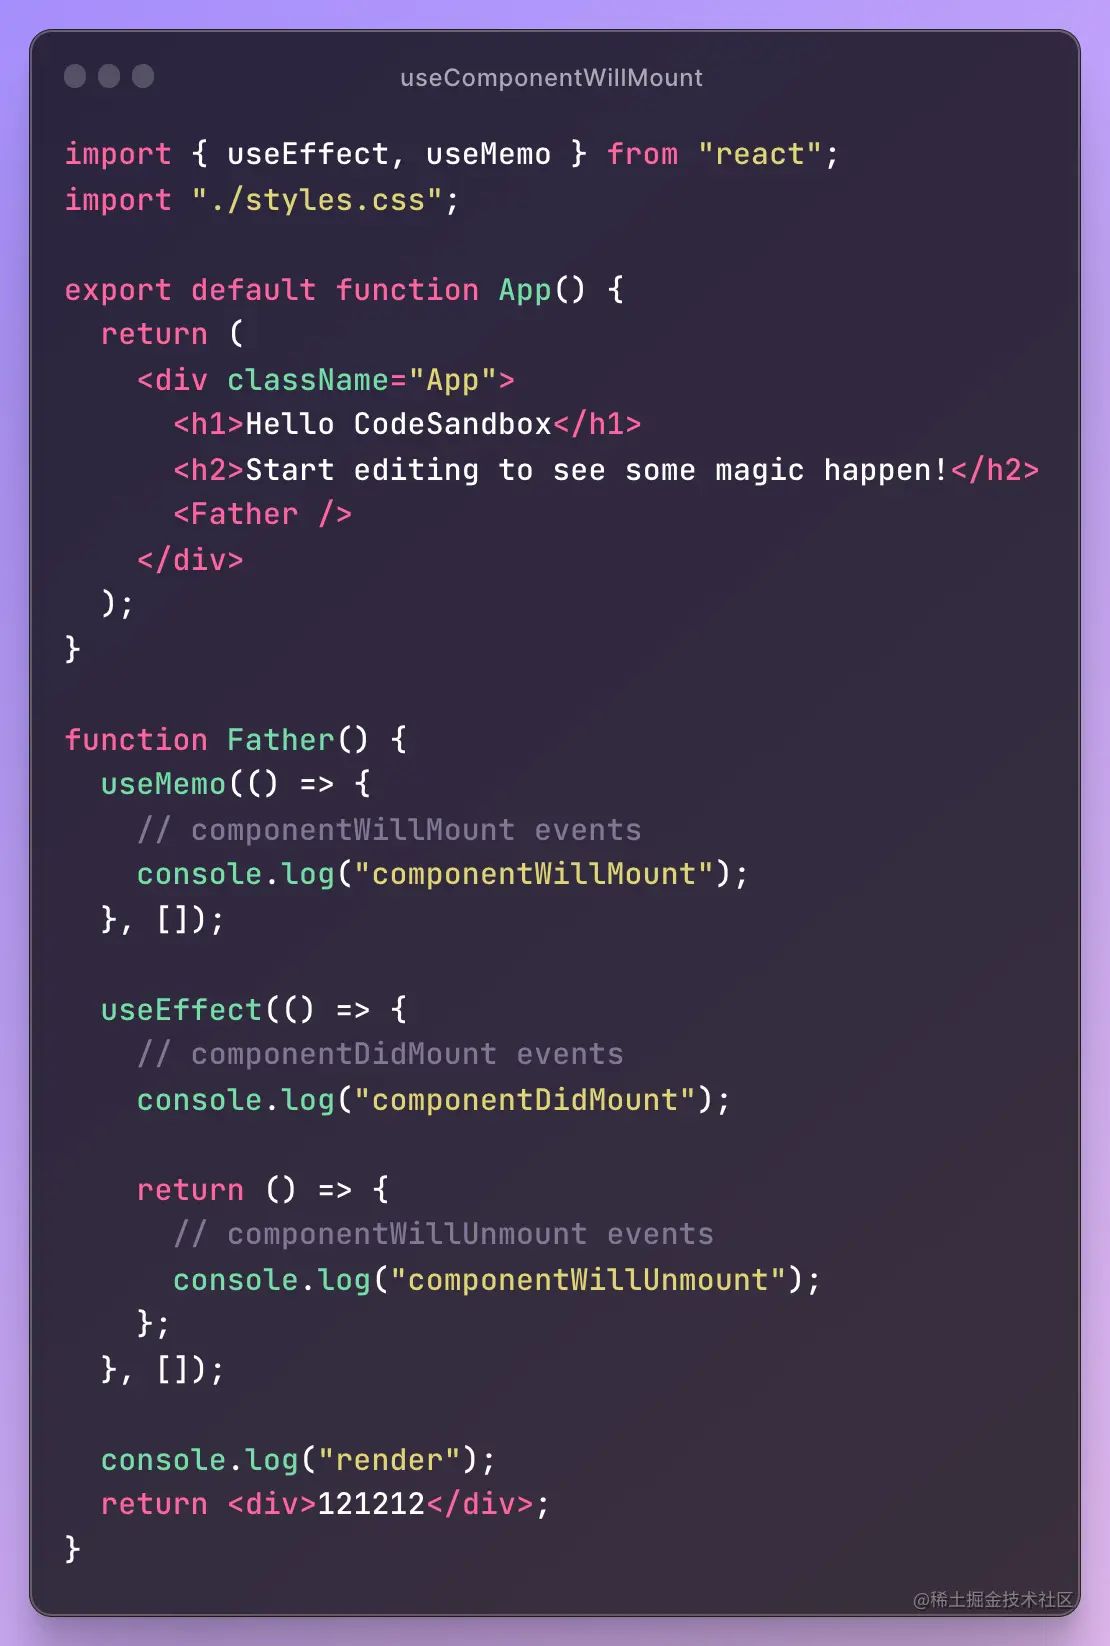 useComponentWillMount
import { useEffect, useMemo } from "react";
import "./styles.css";
export default function App() {
  return (
    <div className="App">
      <h1>Hello CodeSandbox</h1>
      <h2>Start editing to see some magic happen!</h2>
      <Father />
    </div>
  );
}
function Father() {
  useMemo(() => {
    // componentWillMount events
    console.log("componentWillMount");
  }, []);
  useEffect(() => {
    // componentDidMount events
    console.log("componentDidMount");
    return () => {
      // componentWillUnmount events
      console.log("componentWillUnmount");
    };
  }, []);
  console.log("render");
  return <div>121212</div>;
}
@稀土掘金技术社区